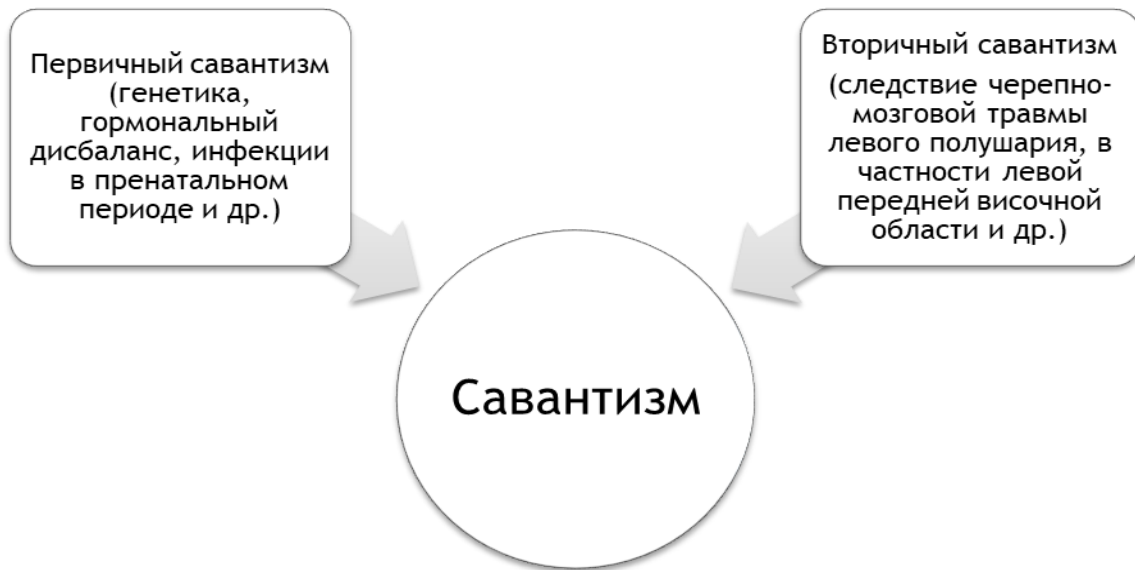 Первичный савантизм
(генетика,
гормональный
дисбаланс, инфекции
в пренатальном
периоде и др.)
Вторичный савантизм
(следствие черепно-
мозговой травмы
левого полушария, в
частности левой
передней височной
области и др.)
Савантизм